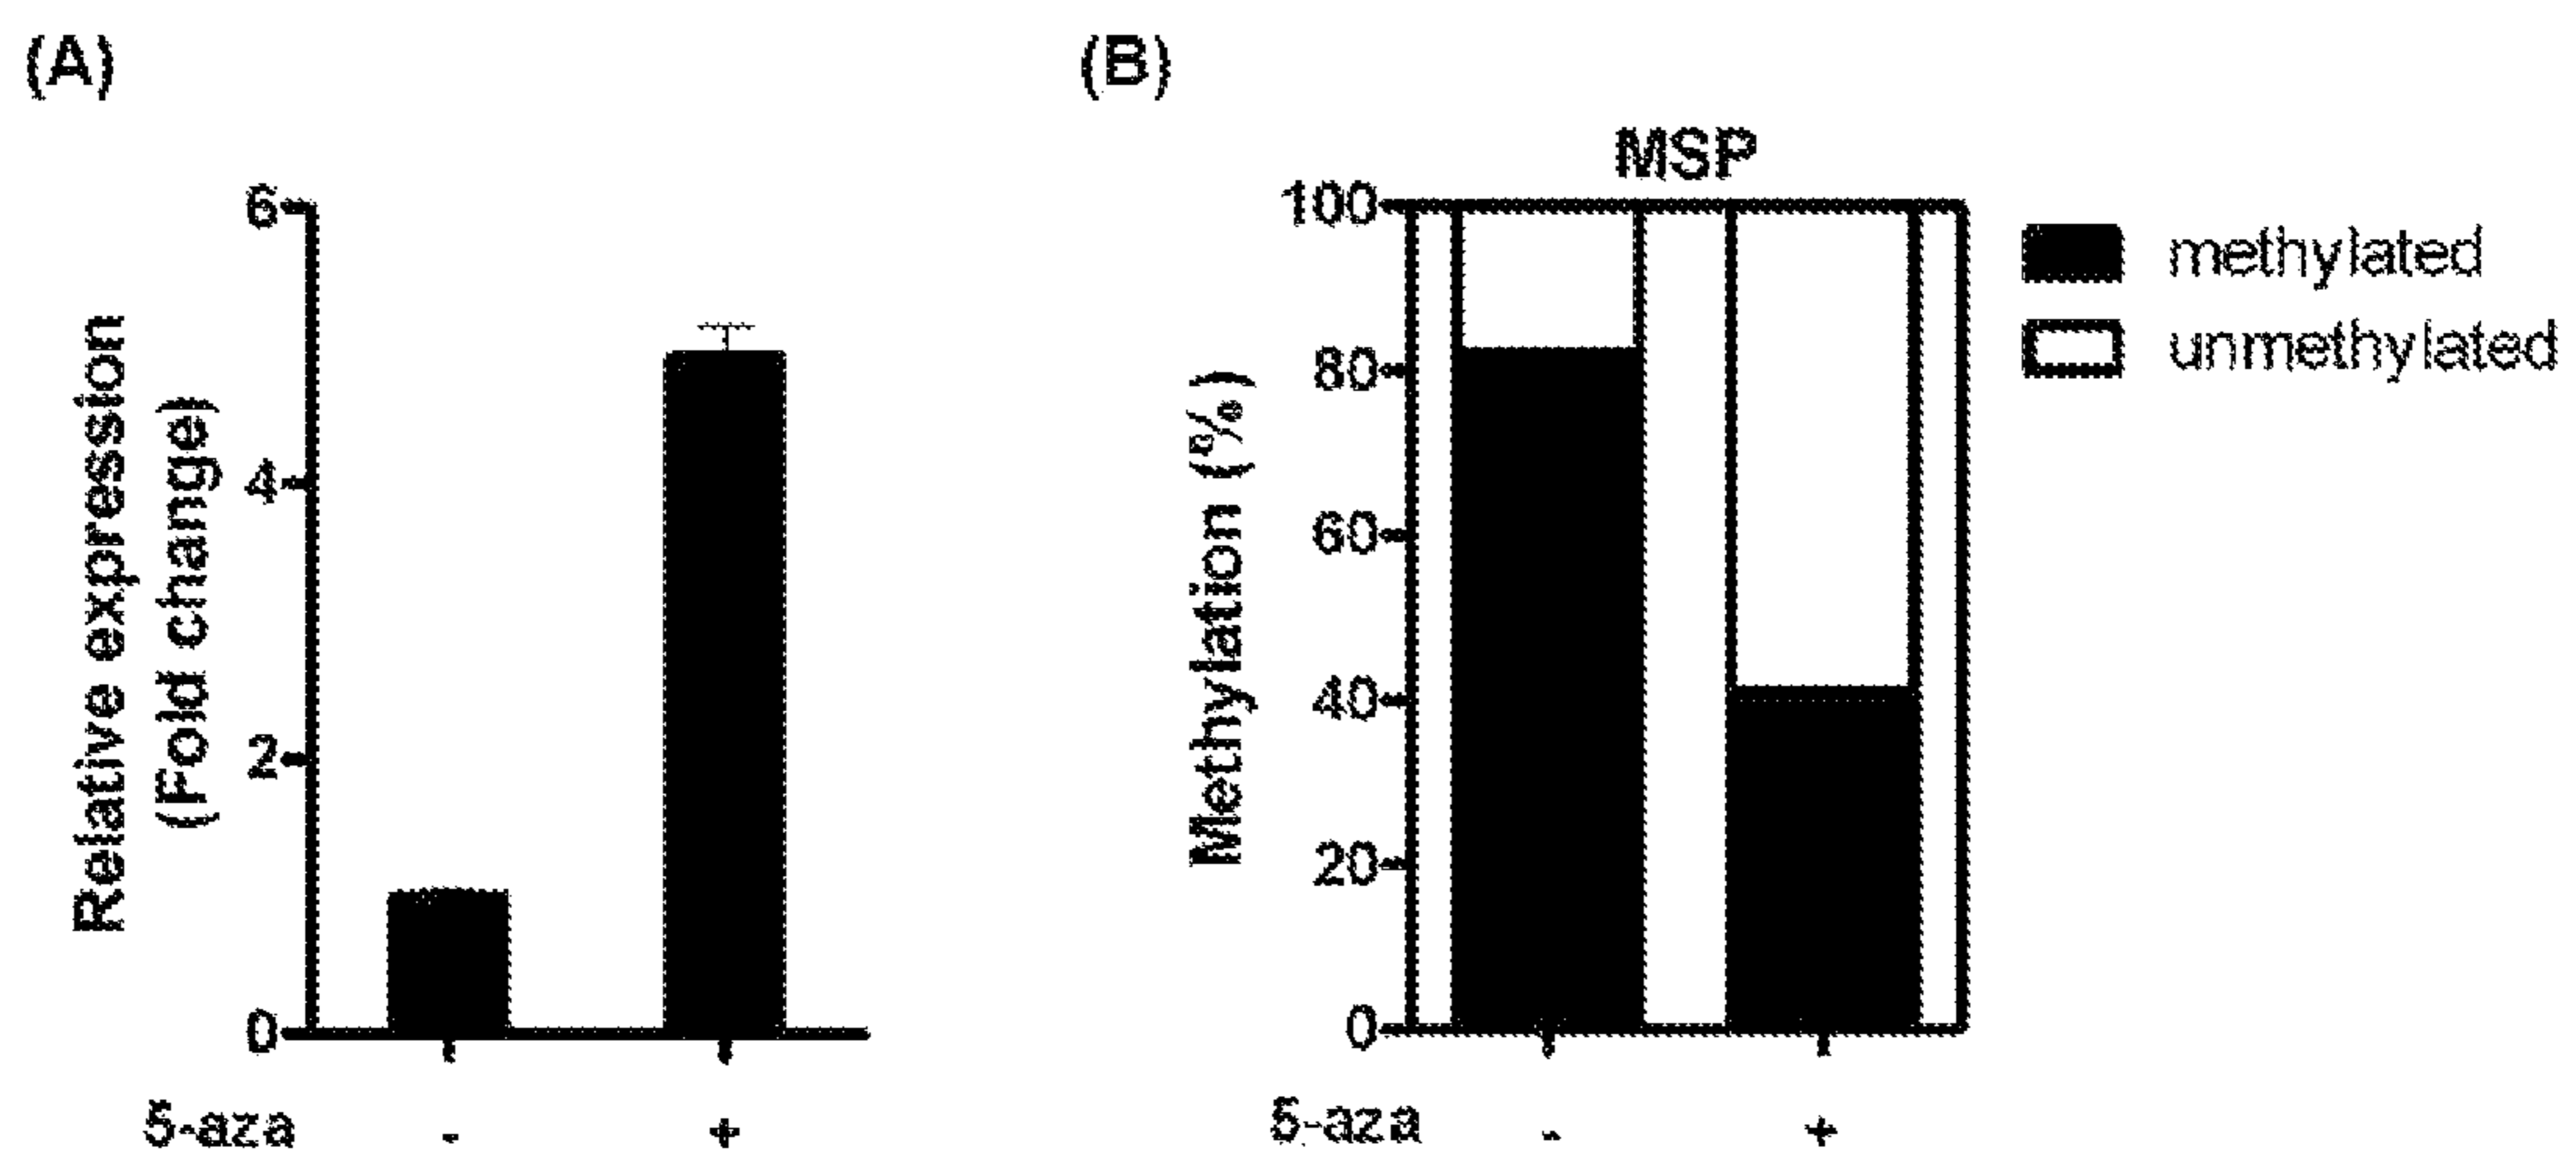 (A)
Relative expression
(Fold change)
6
4
2
0
5-aza
-
+
(B)
MSP
Methylation (%)
100
80
60
40
20
0
5-aza
-
+
methylated
unmethylated